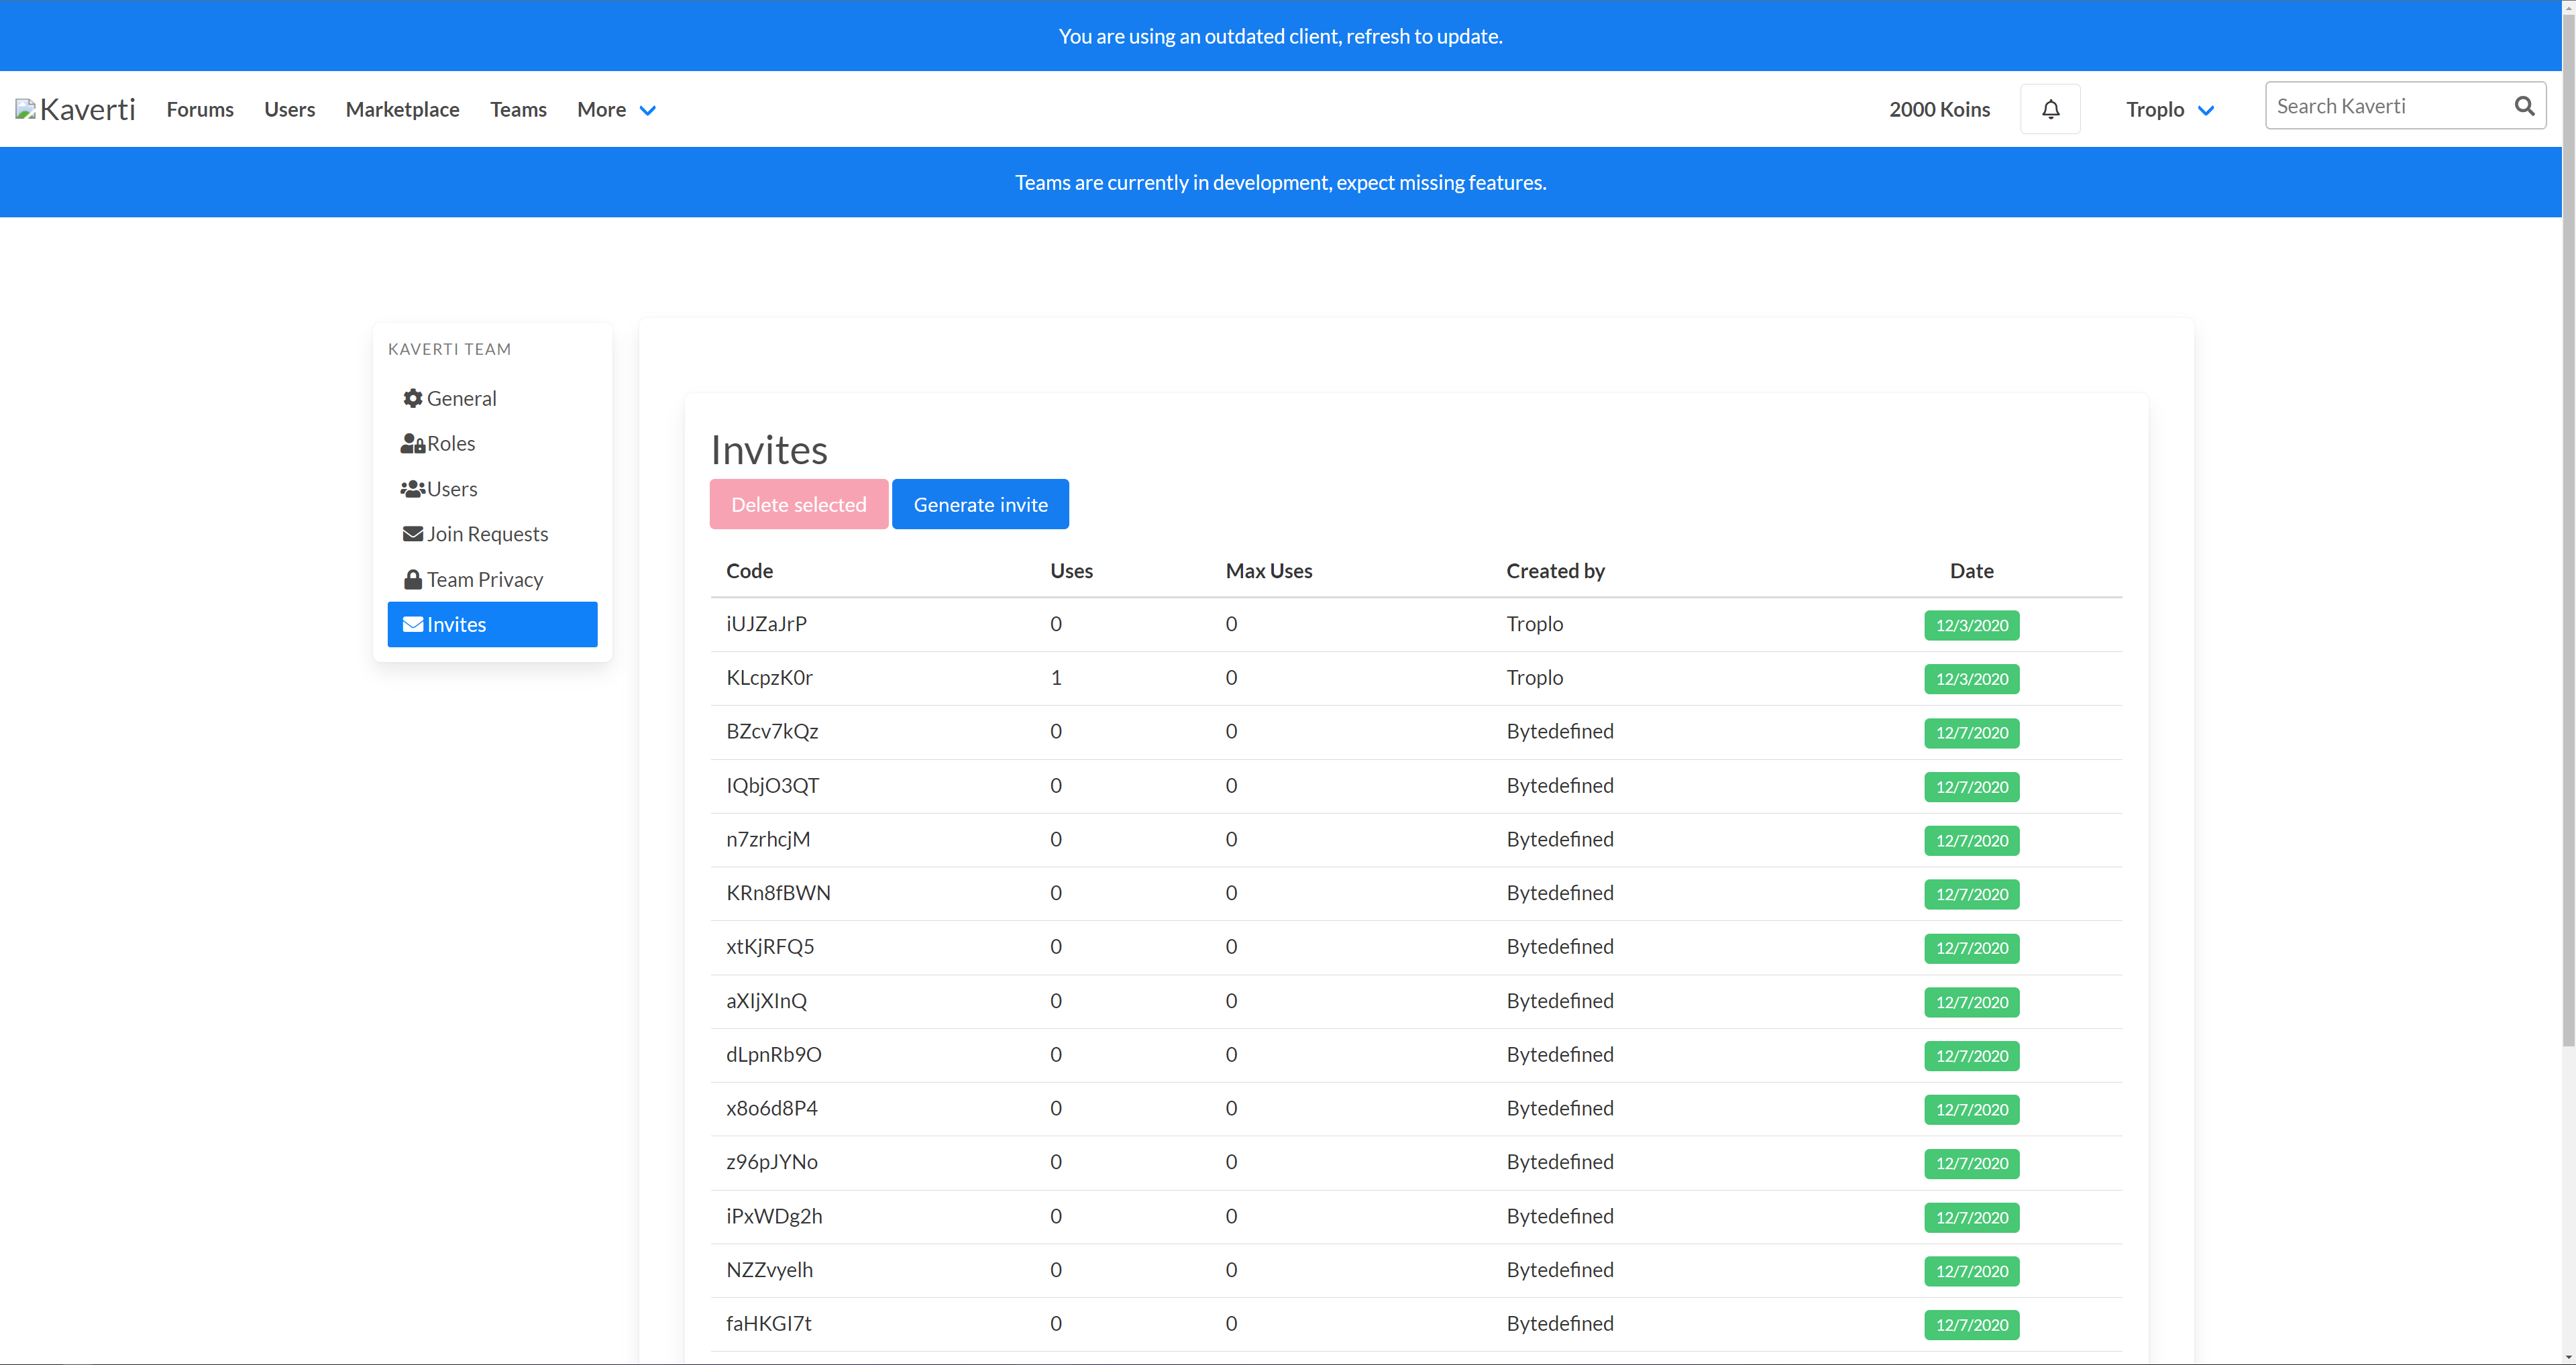 You are using an outdated client, refresh to update.
Kaverti Forums Users Marketplace Teams More 2000 Koins Troplo Search Kaverti
Teams are currently in development, expect missing features.
KAVERTI TEAM
General
Roles
Users
Join Requests
Team Privacy
Invites
Invites
Delete selected Generate invite
Code Uses Max Uses Created by Date
iUJZaJrP 0 0 Troplo 12/3/2020
KLcpzK0r 1 0 Troplo 12/3/2020
BZcv7kQz 0 0 Bytedefined 12/7/2020
IQbjO3QT 0 0 Bytedefined 12/7/2020
n7zrhcjM 0 0 Bytedefined 12/7/2020
KRn8fBWN 0 0 Bytedefined 12/7/2020
xtKjRFQ5 0 0 Bytedefined 12/7/2020
aXIjXInQ 0 0 Bytedefined 12/7/2020
dLpnRb9O 0 0 Bytedefined 12/7/2020
x8o6d8P4 0 0 Bytedefined 12/7/2020
z96pJYNo 0 0 Bytedefined 12/7/2020
iPxWDg2h 0 0 Bytedefined 12/7/2020
NZZvyelh 0 0 Bytedefined 12/7/2020
faHKGI7t 0 0 Bytedefined 12/7/2020